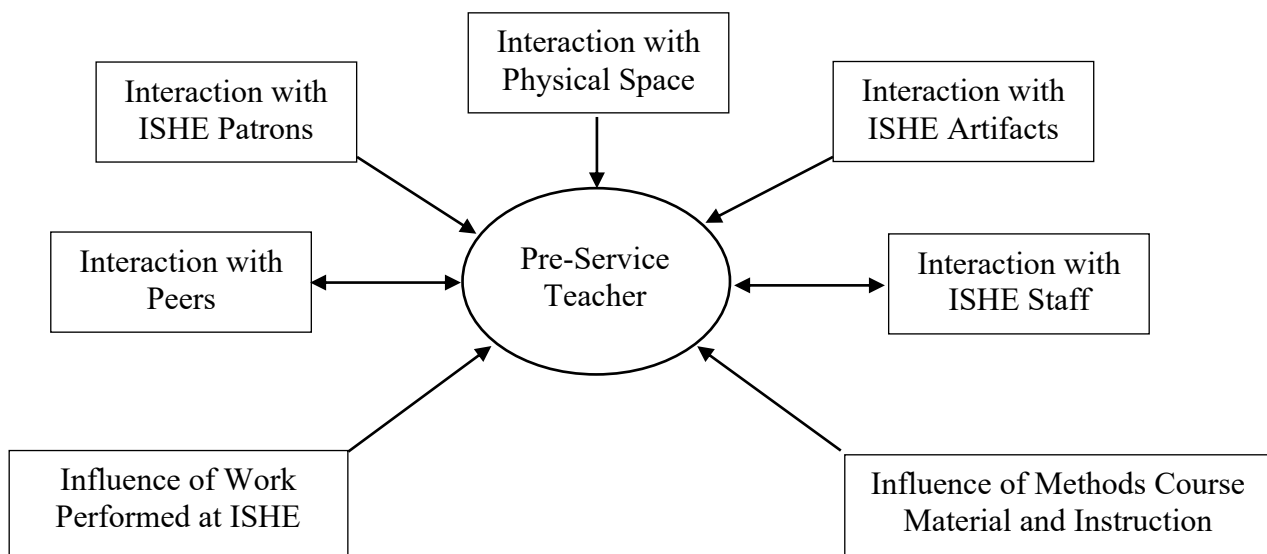 Interaction with
Physical Space
Interaction with
ISHE Patrons
Interaction with
ISHE Artifacts
Interaction with
Peers
Pre-Service
Teacher
Interaction with
ISHE Staff
Influence of Work
Performed at ISHE
Influence of Methods Course
Material and Instruction